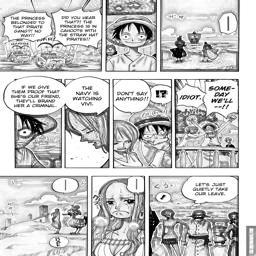 THE
PRINCESS
BELONGED TO
THAT PIRATE
GANG?! NO
WAY!!
DID YOU
HEAR THAT?!
THE PRINCESS IS
IN CAHOOTS WITH
THE STRAW HAT
PIRATES!!
!
IF WE GIVE
THEM PROOF THAT
SHE'S OUR FRIEND,
THEY'LL BRAND
HER A CRIMINAL.
THE NAVY
IS WATCHING
VIVI.
DON'T SAY
ANYTHING!!
!?
IDIOT.
SOME-
DAY WE'LL
--!!
!
LET'S JUST
QUIETLY TAKE
OUR LEAVE.